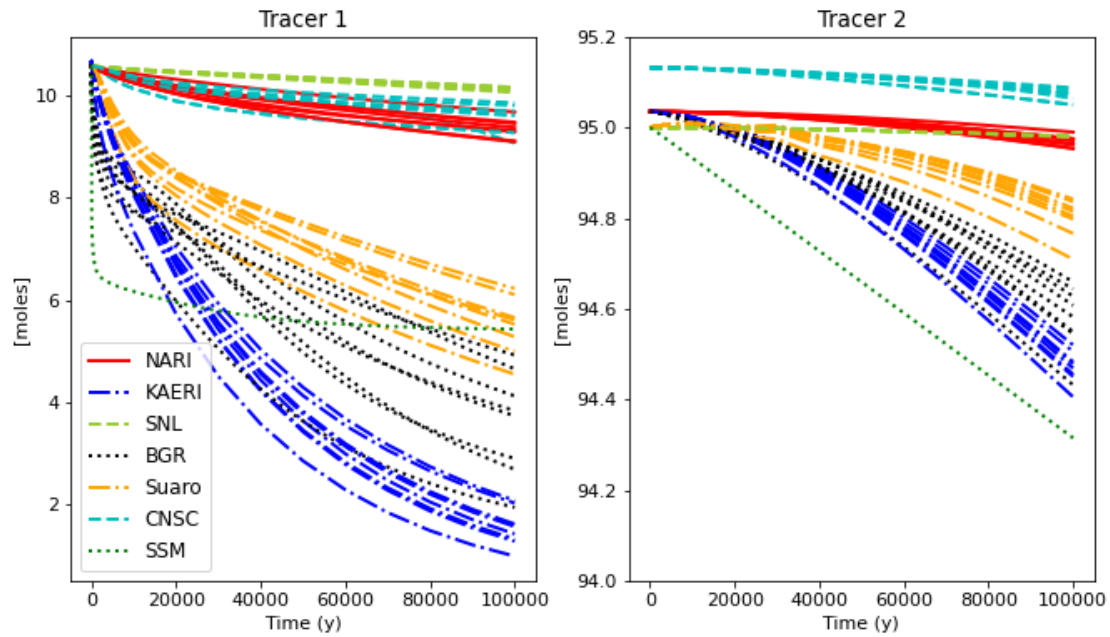 Tracer 1
[moles]
10
8
6
4
2
NARI
KAERI
SNL
BGR
Suaro
CNSC
SSM
0 20000 40000 60000 80000 100000
Time (y)
Tracer 2
[moles]
95.2
95.0
94.8
94.6
94.4
94.2
94.0
0 20000 40000 60000 80000 100000
Time (y)